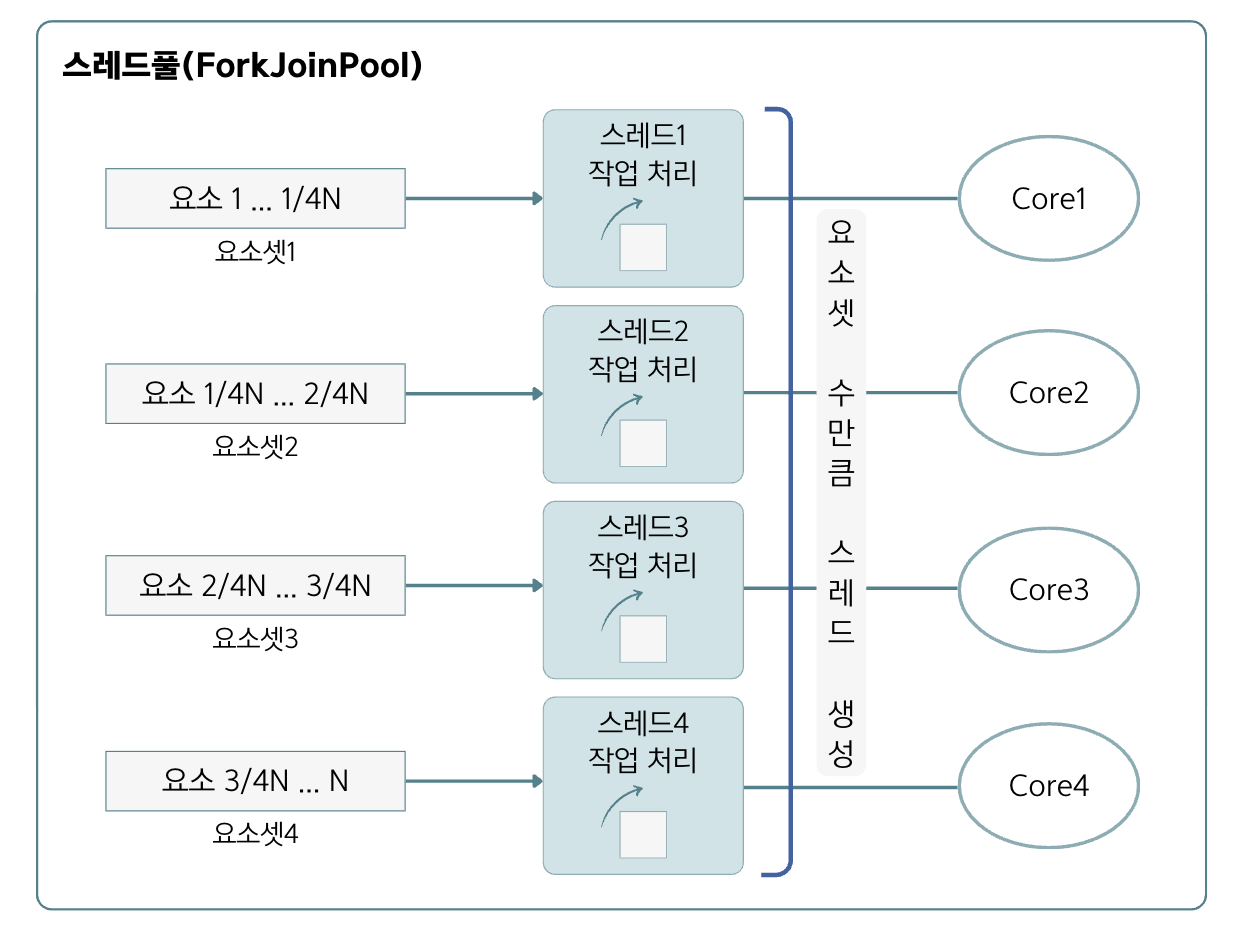 스레드풀(ForkJoinPool)
요소 1 ... 1/4N
요소셋1
스레드1
작업 처리
Core1
요소 1/4N ... 2/4N
요소셋2
스레드2
작업 처리
Core2
요소 2/4N ... 3/4N
요소셋3
스레드3
작업 처리
Core3
요소 3/4N ... N
요소셋4
스레드4
작업 처리
Core4
요소셋 수만큼 스레드 생성